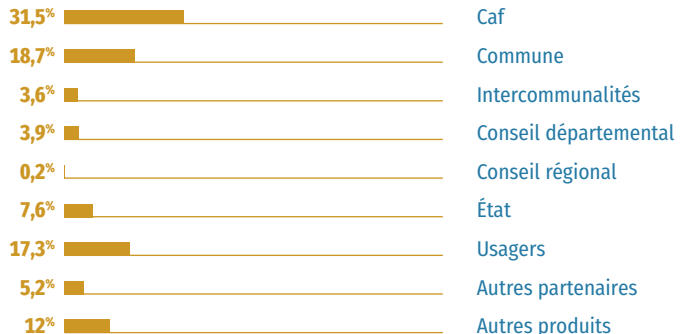 31,5% Caf
18,7% Commune
3,6% Intercommunalités
3,9% Conseil départemental
0,2% Conseil régional
7,6% État
17,3% Usagers
5,2% Autres partenaires
12% Autres produits